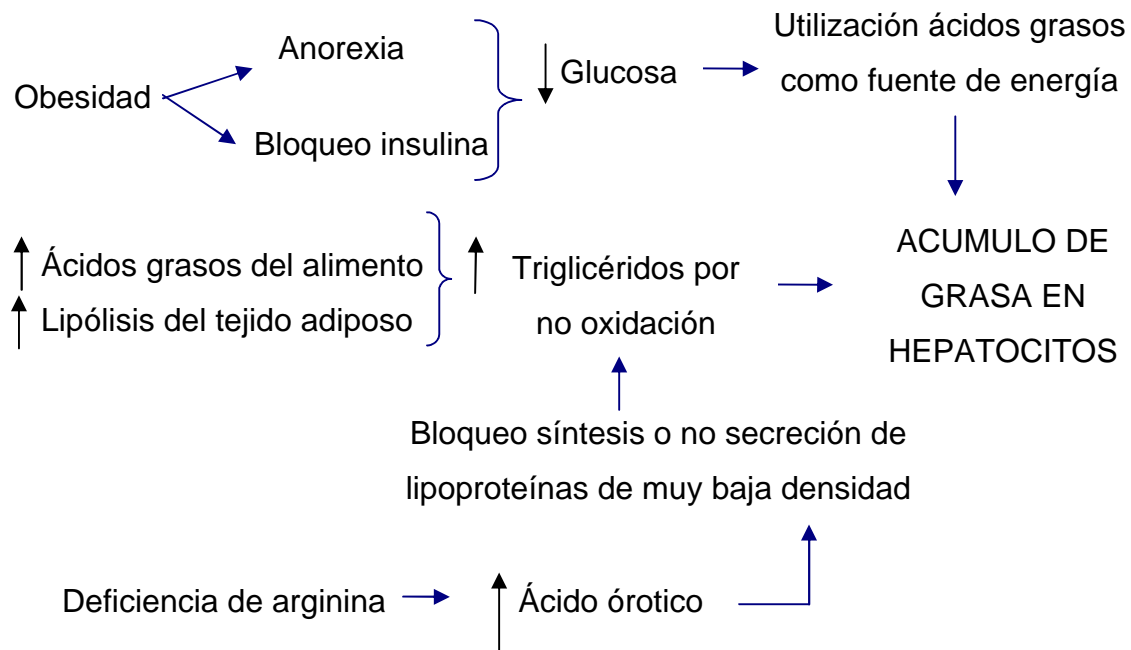 Obesidad
Anorexia
Bloqueo insulina
Glucosa
Utilización ácidos grasos
como fuente de energía
Ácidos grasos del alimento
Lipólisis del tejido adiposo
Triglicéridos por
no oxidación
ACUMULO DE
GRASA EN
HEPATOCITOS
Bloqueo síntesis o no secreción de
lipoproteínas de muy baja densidad
Deficiencia de arginina
Ácido órotico